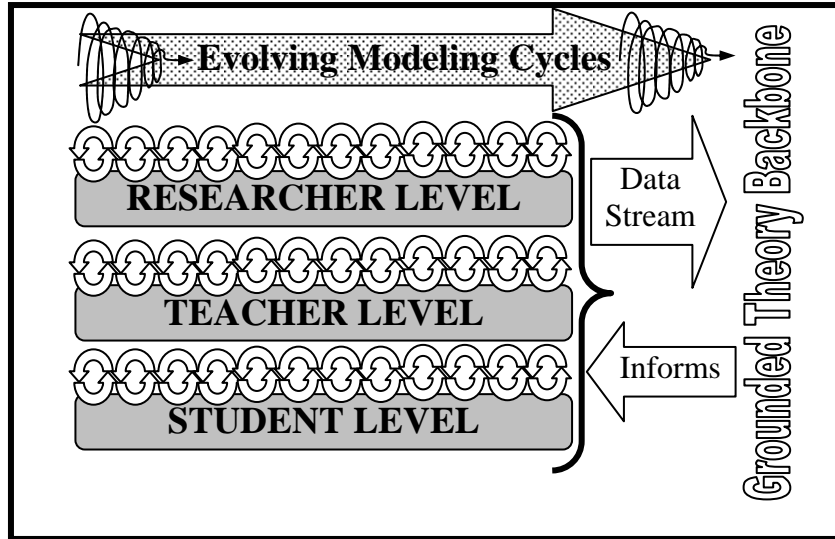 Evolving Modeling Cycles
RESEARCHER LEVEL
TEACHER LEVEL
STUDENT LEVEL
Data
Stream
Informs
Grounded Theory Backbone